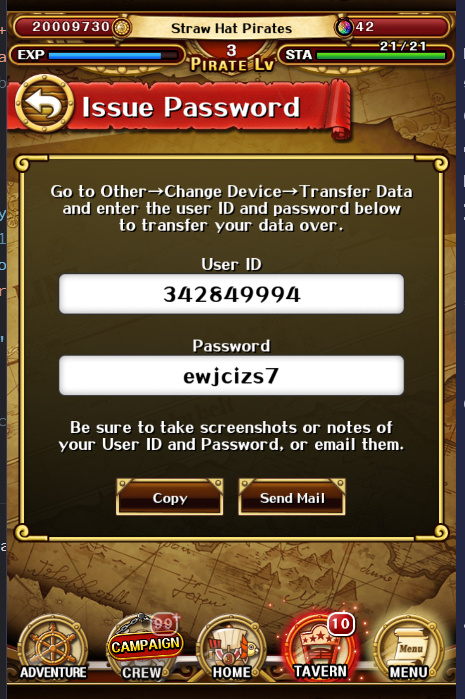 20009730 Straw Hat Pirates 42
EXP 3 STA 21/21
Pirate Lv
Issue Password
Go to Other→Change Device→Transfer Data
and enter the user ID and password below
to transfer your data over.
User ID
342849994
Password
ewjcizs7
Be sure to take screenshots or notes of
your User ID and Password, or email them.
Copy Send Mail
99+ 10
CAMPAIGN Menu
ADVENTURE CREW HOME TAVERN MENU